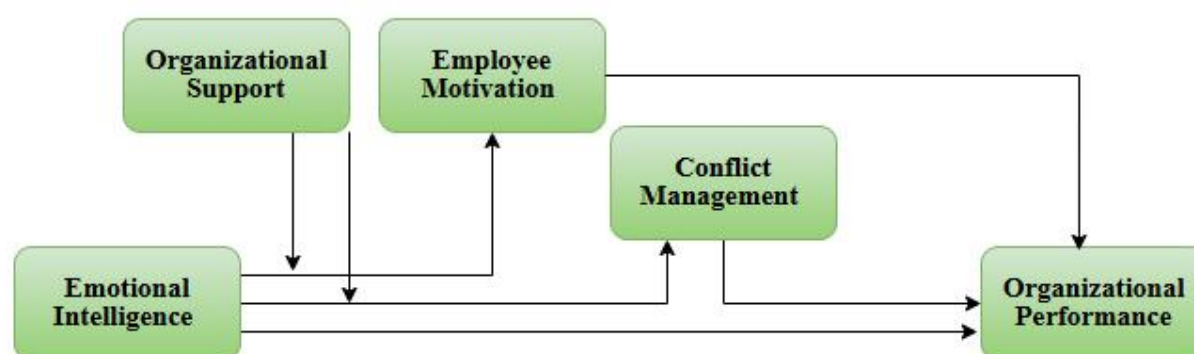 Organizational
Support
Employee
Motivation
Conflict
Management
Emotional
Intelligence
Organizational
Performance